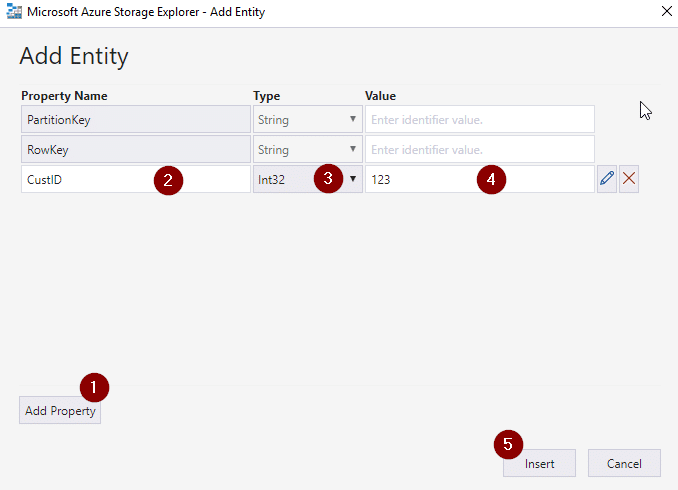 Microsoft Azure Storage Explorer - Add Entity
Add Entity
Property Name Type Value
PartitionKey String Enter identifier value.
RowKey String Enter identifier value.
CustID 2 Int32 3 123 4
1
Add Property
5
Insert Cancel